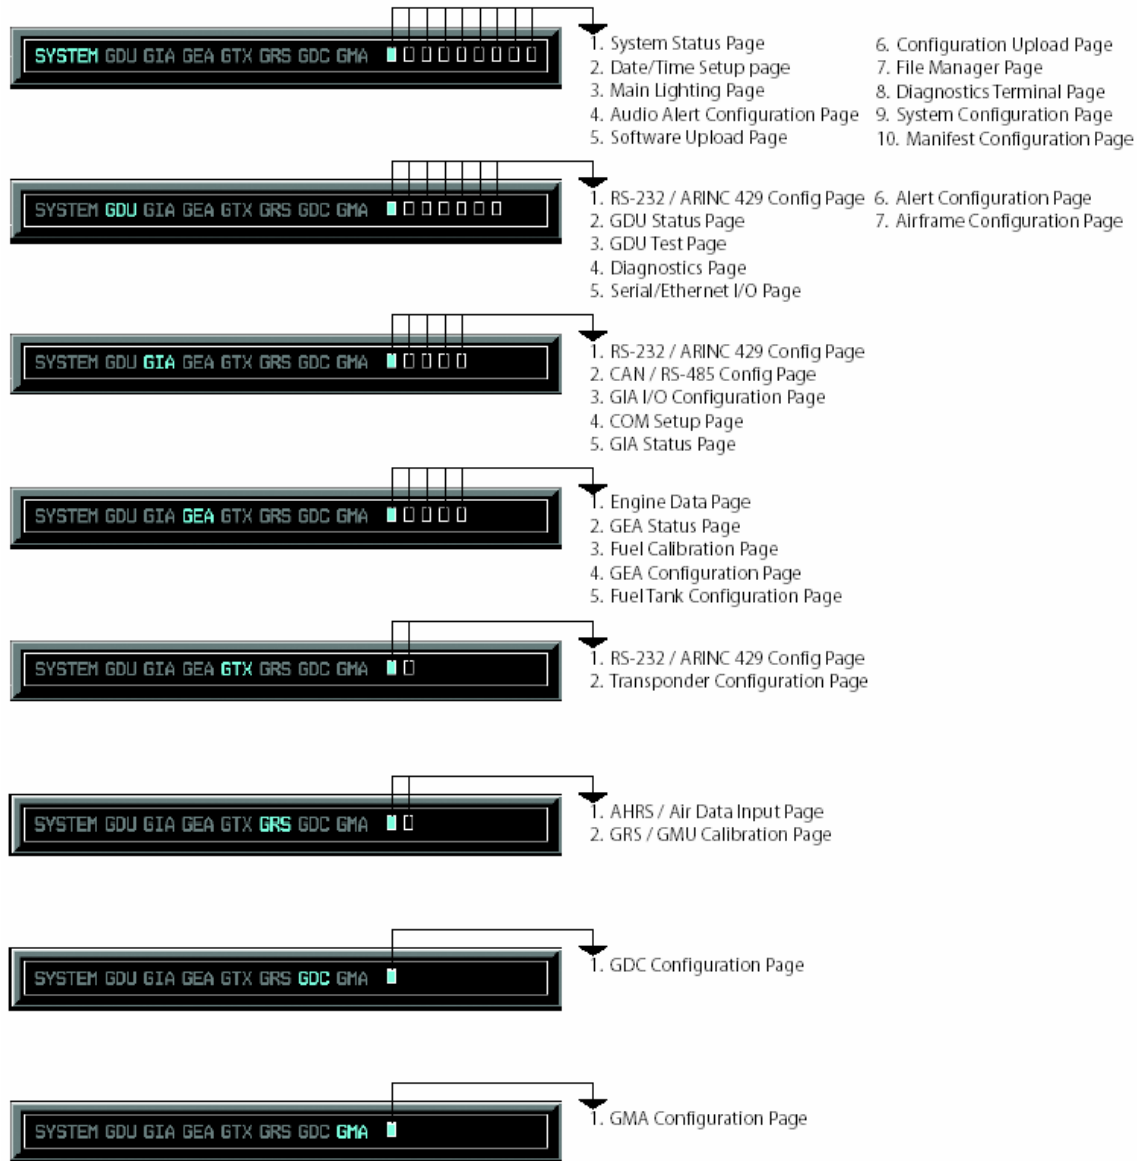 SYSTEM GDU GIA GEA GTX GRS GDC GMA
1. System Status Page
2. Date/Time Setup page
3. Main Lighting Page
4. Audio Alert Configuration Page
5. Software Upload Page
6. Configuration Upload Page
7. File Manager Page
8. Diagnostics Terminal Page
9. System Configuration Page
10. Manifest Configuration Page
SYSTEM GDU GIA GEA GTX GRS GDC GMA
1. RS-232 / ARINC 429 Config Page
2. GDU Status Page
3. GDU Test Page
4. Diagnostics Page
5. Serial/Ethernet I/O Page
6. Alert Configuration Page
7. Airframe Configuration Page
SYSTEM GDU GIA GEA GTX GRS GDC GMA
1. RS-232 / ARINC 429 Config Page
2. CAN / RS-485 Config Page
3. GIA I/O Configuration Page
4. COM Setup Page
5. GIA Status Page
SYSTEM GDU GIA GEA GTX GRS GDC GMA
1. Engine Data Page
2. GEA Status Page
3. Fuel Calibration Page
4. GEA Configuration Page
5. Fuel Tank Configuration Page
SYSTEM GDU GIA GEA GTX GRS GDC GMA
1. RS-232 / ARINC 429 Config Page
2. Transponder Configuration Page
SYSTEM GDU GIA GEA GTX GRS GDC GMA
1. AHRS / Air Data Input Page
2. GRS / GMU Calibration Page
SYSTEM GDU GIA GEA GTX GRS GDC GMA
1. GDC Configuration Page
SYSTEM GDU GIA GEA GTX GRS GDC GMA
1. GMA Configuration Page